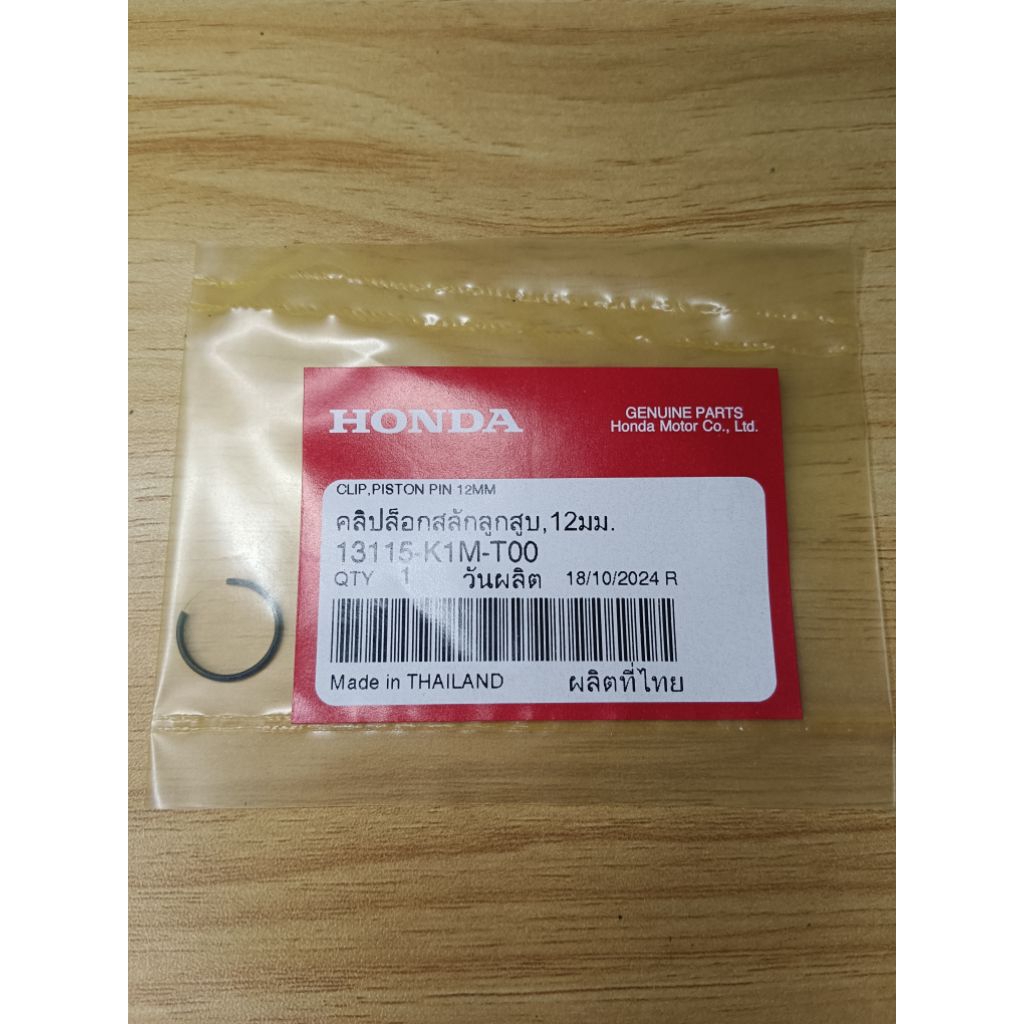 HONDA
GENUINE PARTS
Honda Motor Co., Ltd.
CLIP,PISTON PIN 12MM
คลิปล็อกสลักลูกสูบ,12มม.
13115-K1M-T00
QTY 1 วันผลิต 18/10/2024 R
Made in THAILAND ผลิตที่ไทย